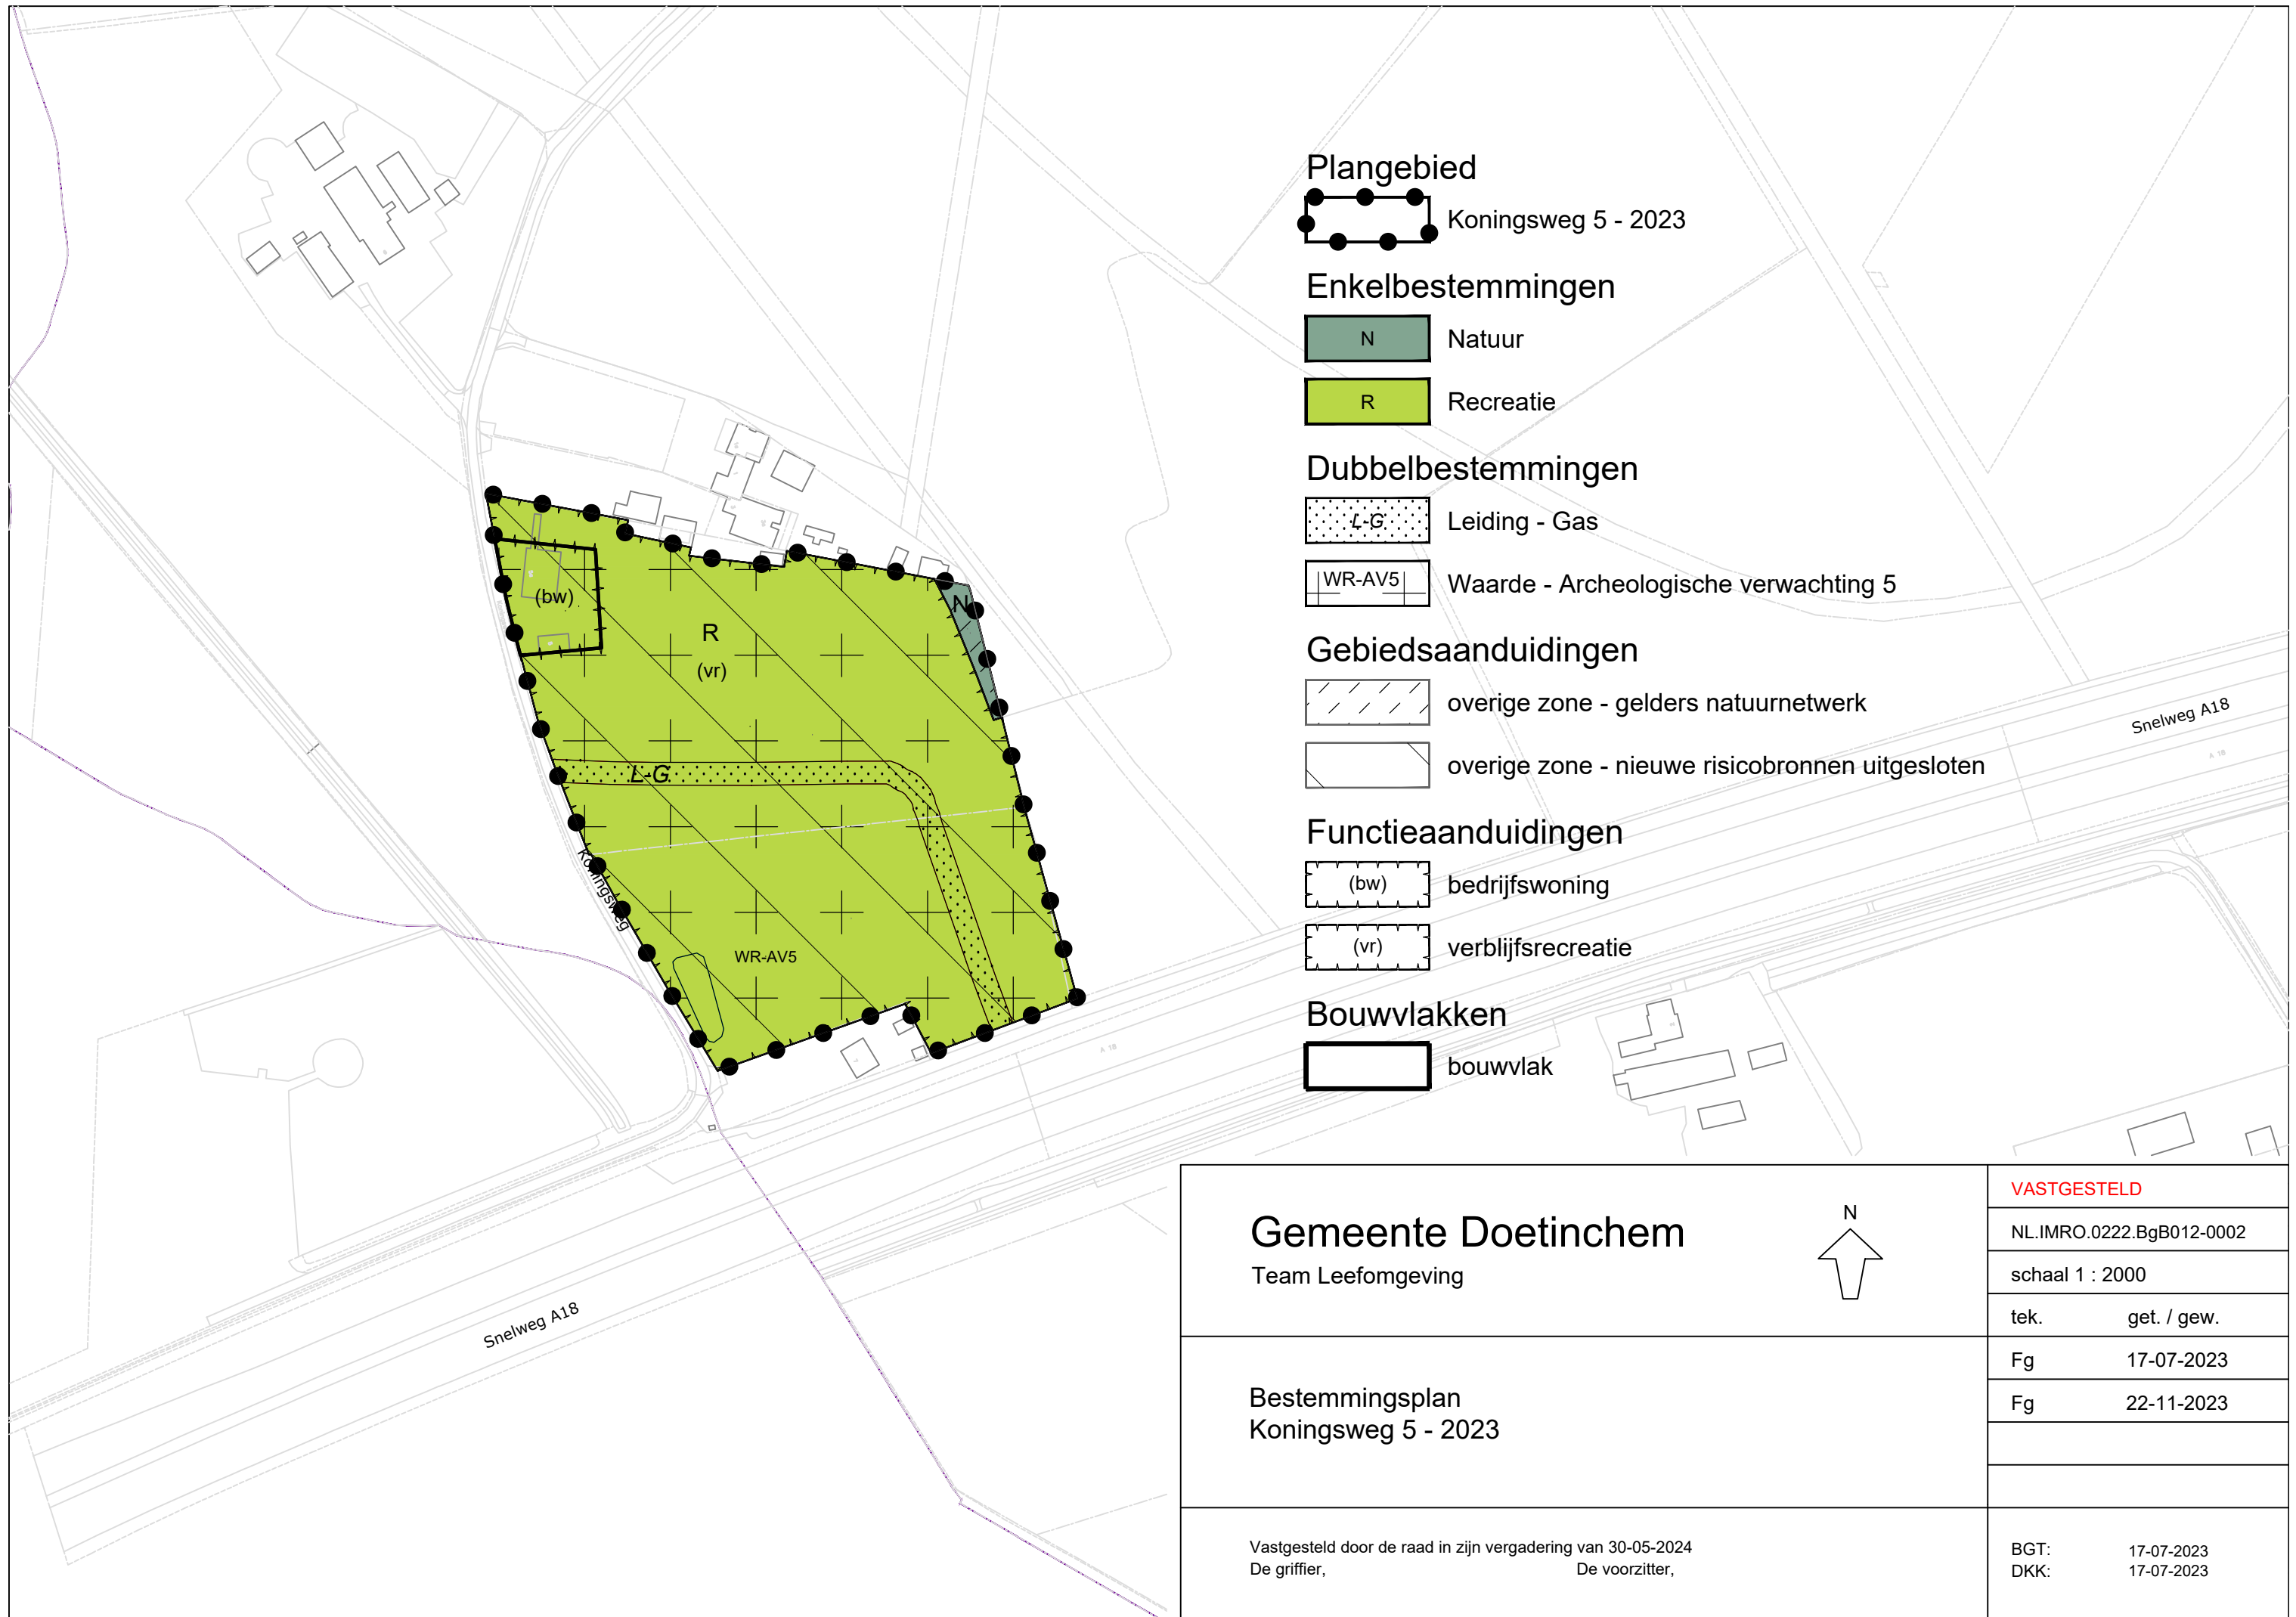 Plangebied
Koningsweg 5 - 2023
Enkelbestemmingen
N Natuur
R Recreatie
Dubbelbestemmingen
L-G Leiding - Gas
WR-AV5 Waarde - Archeologische verwachting 5
Gebiedsaanduidingen
overige zone - gelders natuurnetwerk
overige zone - nieuwe risicobronnen uitgesloten
Functieaanduidingen
(bw) bedrijfswoning
(vr) verblijfsrecreatie
Bouwvlakken
bouwvlak
(bw)
N
R
(vr)
L-G
Koningsweg
WR-AV5
Snelweg A18
A 18
A 18
Snelweg A18
Gemeente Doetinchem
Team Leefomgeving
N
Bestemmingsplan
Koningsweg 5 - 2023
Vastgesteld door de raad in zijn vergadering van 30-05-2024
De griffier, De voorzitter,
VASTGESTELD
NL.IMRO.0222.BgB012-0002
schaal 1 : 2000
tek. get. / gew.
Fg 17-07-2023
Fg 22-11-2023
BGT: 17-07-2023
DKK: 17-07-2023